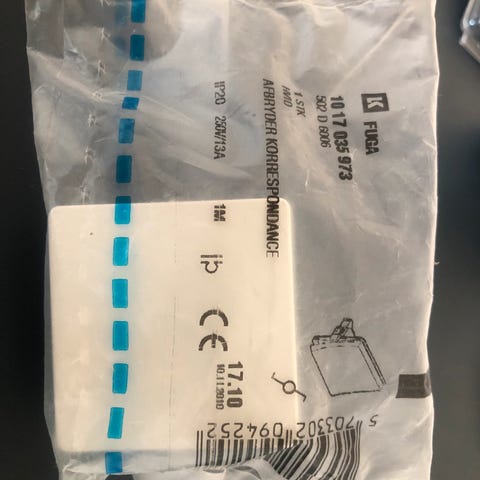 FUGA
10 17 035 973
502 D 6006
1 STK
HVID
AFBRYDER KORRESPONDANCE
IP20 250V/13A
1M
CE
17.10
10.11.2010
5 703302 094252